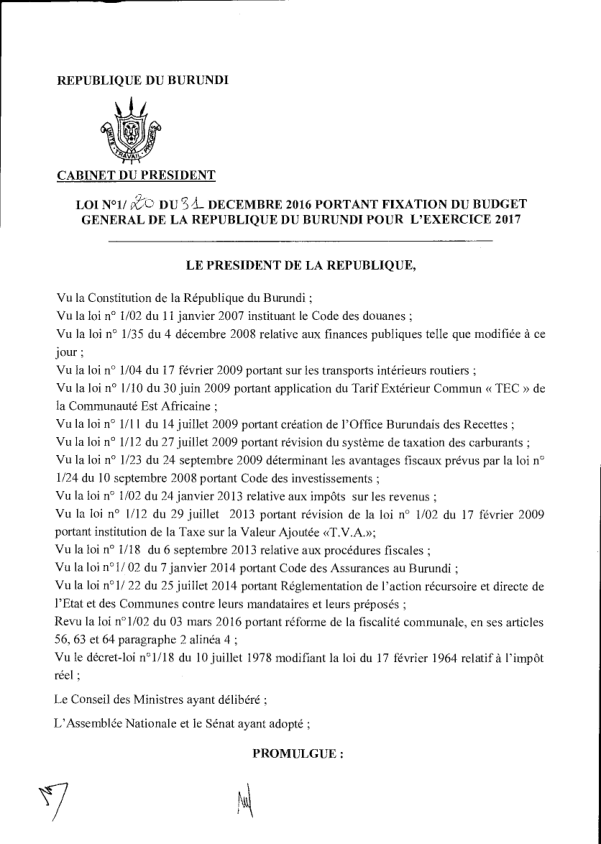 REPUBLIQUE DU BURUNDI
UNITE - TRAVAIL - PROGRES
CABINET DU PRESIDENT
LOI N°1/ 20 DU 31 DECEMBRE 2016 PORTANT FIXATION DU BUDGET
GENERAL DE LA REPUBLIQUE DU BURUNDI POUR L'EXERCICE 2017
LE PRESIDENT DE LA REPUBLIQUE,
Vu la Constitution de la République du Burundi ;
Vu la loi n° 1/02 du 11 janvier 2007 instituant le Code des douanes ;
Vu la loi n° 1/35 du 4 décembre 2008 relative aux finances publiques telle que modifiée à ce
jour ;
Vu la loi n° 1/04 du 17 février 2009 portant sur les transports intérieurs routiers ;
Vu la loi n° 1/10 du 30 juin 2009 portant application du Tarif Extérieur Commun « TEC » de
la Communauté Est Africaine ;
Vu la loi n° 1/11 du 14 juillet 2009 portant création de l'Office Burundais des Recettes ;
Vu la loi n° 1/12 du 27 juillet 2009 portant révision du système de taxation des carburants ;
Vu la loi n° 1/23 du 24 septembre 2009 déterminant les avantages fiscaux prévus par la loi n°
1/24 du 10 septembre 2008 portant Code des investissements ;
Vu la loi n° 1/02 du 24 janvier 2013 relative aux impôts sur les revenus ;
Vu la loi n° 1/12 du 29 juillet 2013 portant révision de la loi n° 1/02 du 17 février 2009
portant institution de la Taxe sur la Valeur Ajoutée «T.V.A.»;
Vu la loi n° 1/18 du 6 septembre 2013 relative aux procédures fiscales ;
Vu la loi n°1/ 02 du 7 janvier 2014 portant Code des Assurances au Burundi ;
Vu la loi n°1/ 22 du 25 juillet 2014 portant Réglementation de l'action récursoire et directe de
l'Etat et des Communes contre leurs mandataires et leurs préposés ;
Revu la loi n°1/02 du 03 mars 2016 portant réforme de la fiscalité communale, en ses articles
56, 63 et 64 paragraphe 2 alinéa 4 ;
Vu le décret-loi n°1/18 du 10 juillet 1978 modifiant la loi du 17 février 1964 relatif à l'impôt
réel ;
Le Conseil des Ministres ayant délibéré ;
L'Assemblée Nationale et le Sénat ayant adopté ;
PROMULGUE :